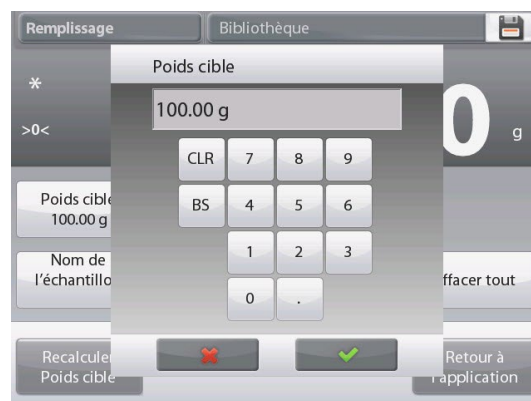 Remplissage
Bibliothèque
Poids cible
*
>0<
100.00 g
0
g
CLR 7 8 9
BS 4 5 6
1 2 3
0 .
Poids cible
100.00 g
Nom de
l'échantillo
ffacer tout
Recalculer
Poids cible
Retour à
l'application